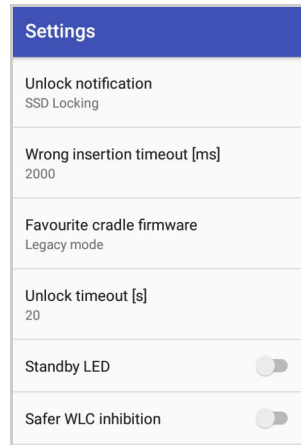 Settings
Unlock notification
SSD Locking
Wrong insertion timeout [ms]
2000
Favourite cradle firmware
Legacy mode
Unlock timeout [s]
20
Standby LED
Safer WLC inhibition